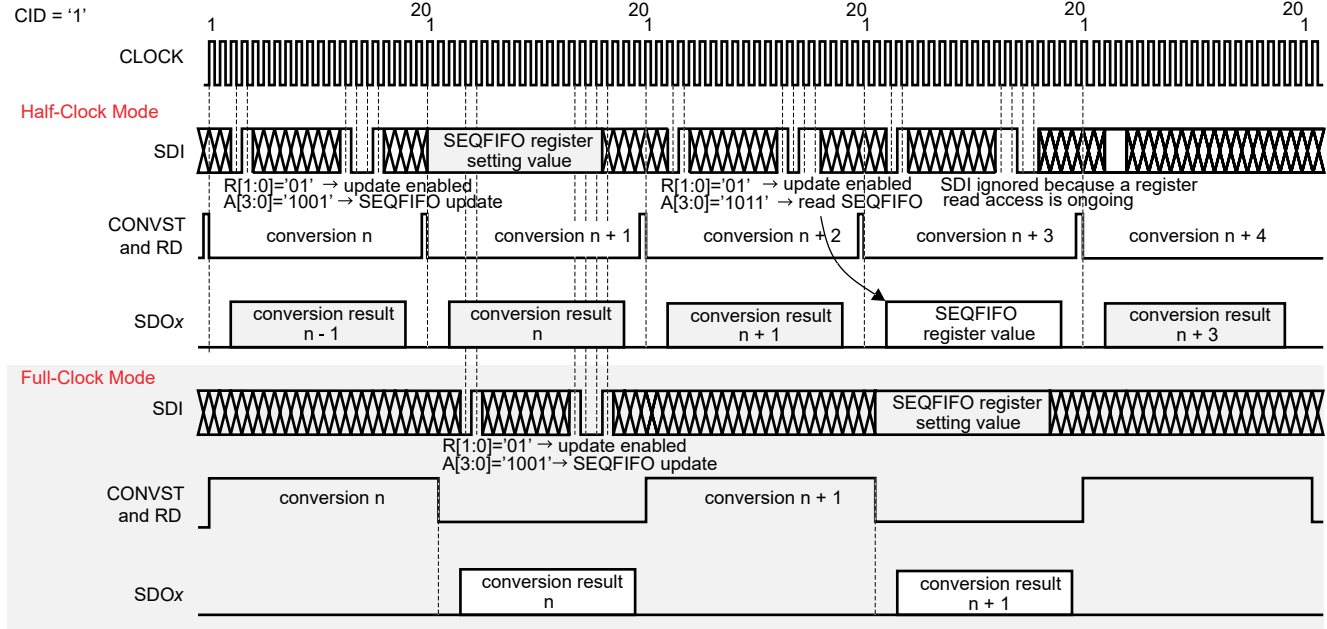 CID = '1'
20 20 20 20 20
1 1 1 1 1 1
CLOCK
Half-Clock Mode
SDI
SEQFIFO register
setting value
R[1:0]='01' → update enabled
A[3:0]='1001' → SEQFIFO update
R[1:0]='01' → update enabled
A[3:0]='1011' → read SEQFIFO
SDI ignored because a register
read access is ongoing
CONVST
and RD
conversion n
conversion n + 1
conversion n + 2
conversion n + 3
conversion n + 4
SDOx
conversion result
n - 1
conversion result
n
conversion result
n + 1
SEQFIFO
register value
conversion result
n + 3
Full-Clock Mode
SDI
SEQFIFO register
setting value
R[1:0]='01' → update enabled
A[3:0]='1001'→ SEQFIFO update
CONVST
and RD
conversion n
conversion n + 1
SDOx
conversion result
n
conversion result
n + 1